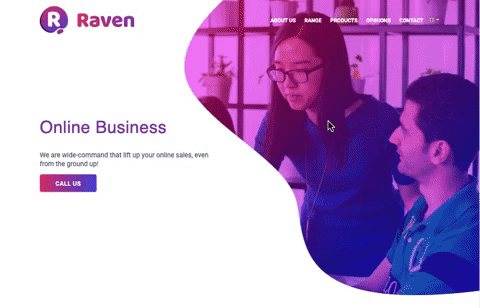 Raven
ABOUT US RANGE PRODUCTS OPINIONS CONTACT
Online Business
We are wide-command that lift up your online sales, even
from the ground up!
CALL US